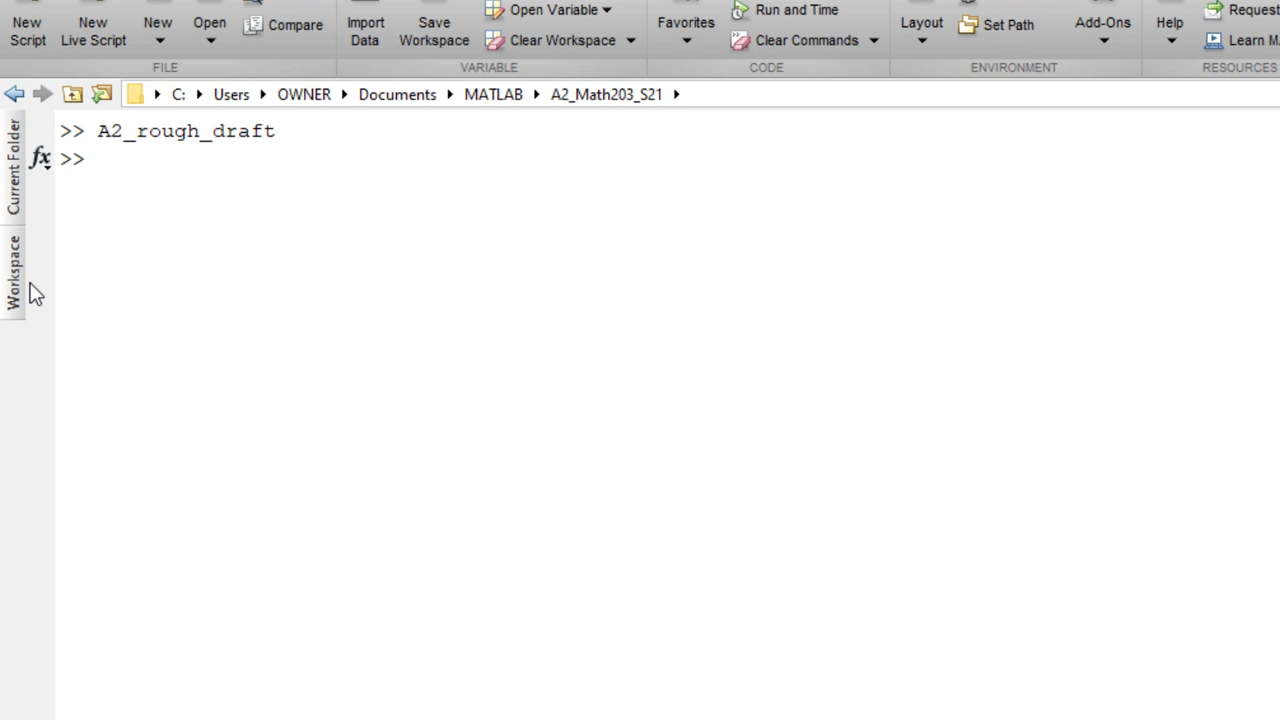 New Script
New Live Script
New
Open
Compare
Import Data
Save Workspace
Open Variable
Clear Workspace
Favorites
Run and Time
Clear Commands
Layout
Set Path
Add-Ons
Help
Request
Learn M
FILE
VARIABLE
CODE
ENVIRONMENT
RESOURCES
C: Users OWNER Documents MATLAB A2_Math203_S21
Current Folder
Workspace
>> A2_rough_draft
fx >>